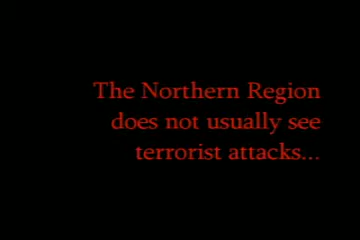 The Northern Region
does not usually see
terrorist attacks...